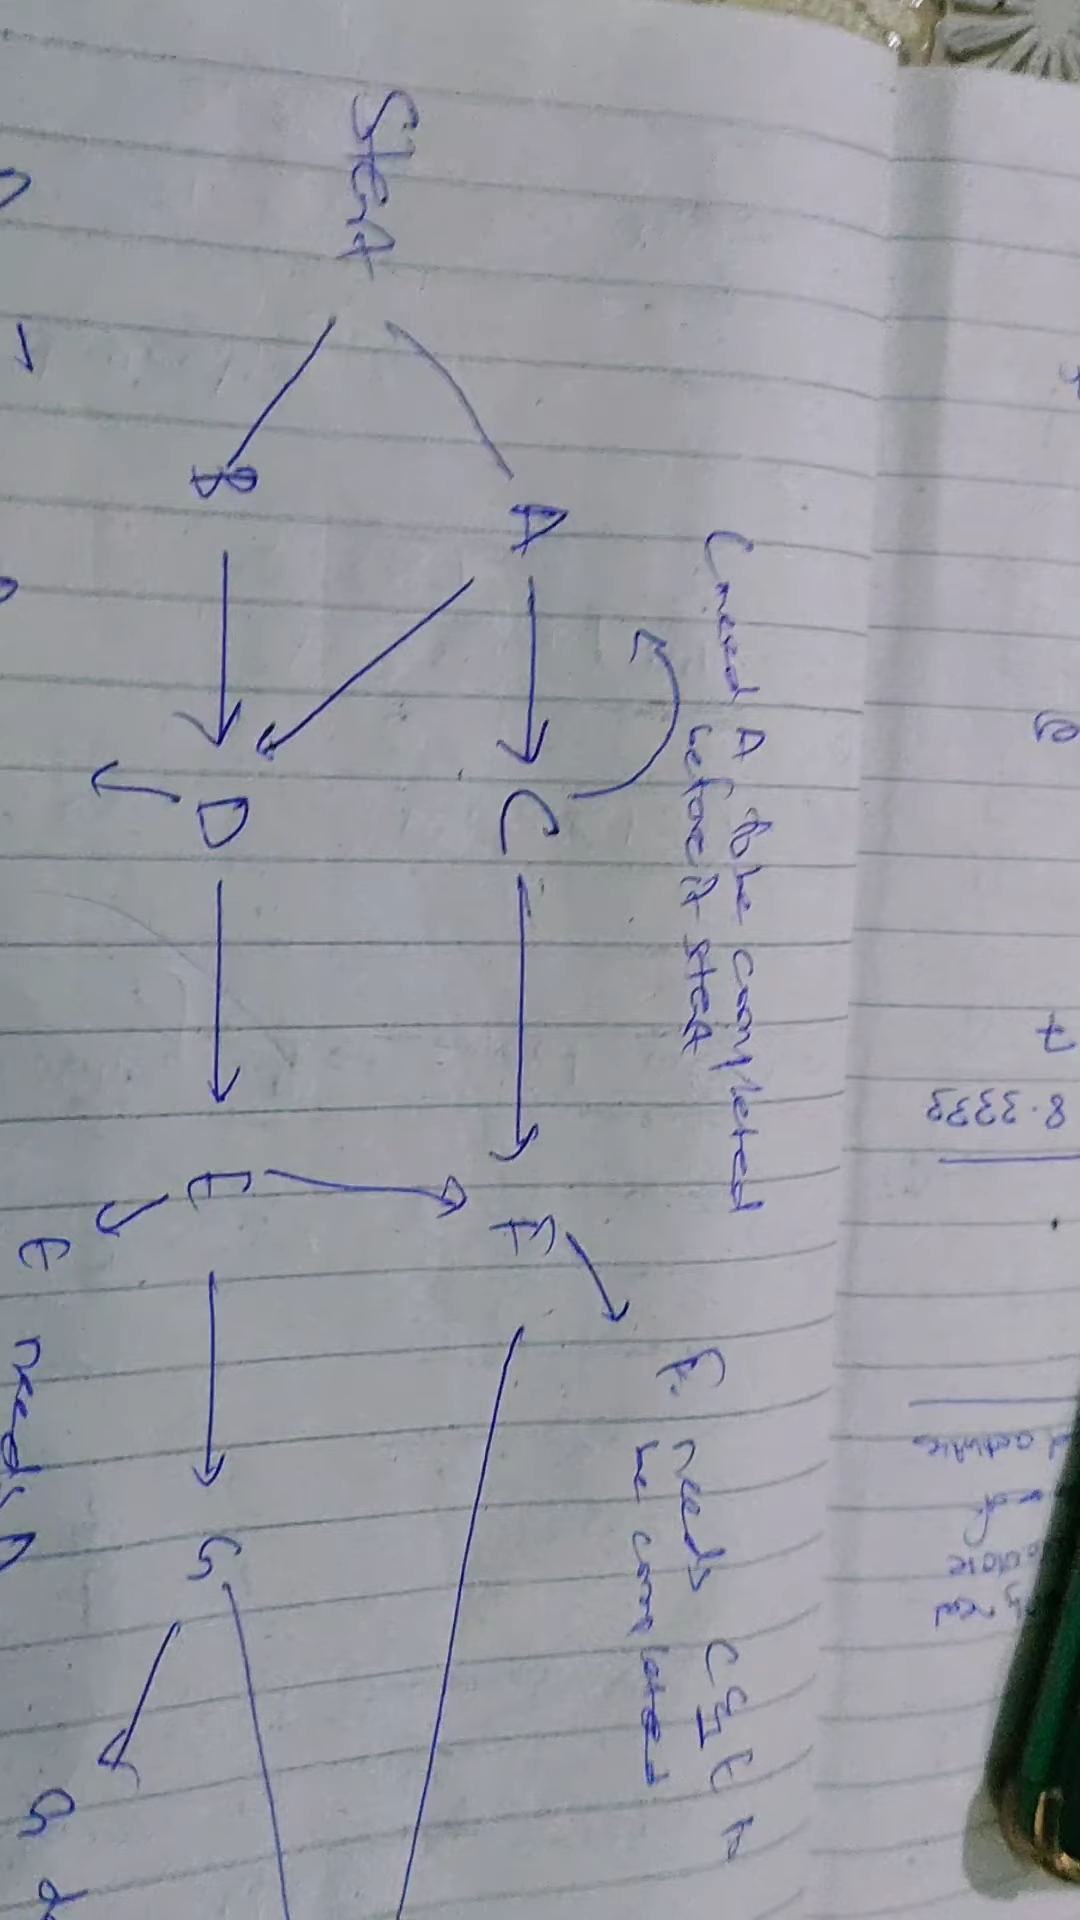 C need A to be completed
before it start
Start
A
C
F
F. needs C & E to
be completed
B
D
E
G
E needs D
G
7
8.3333